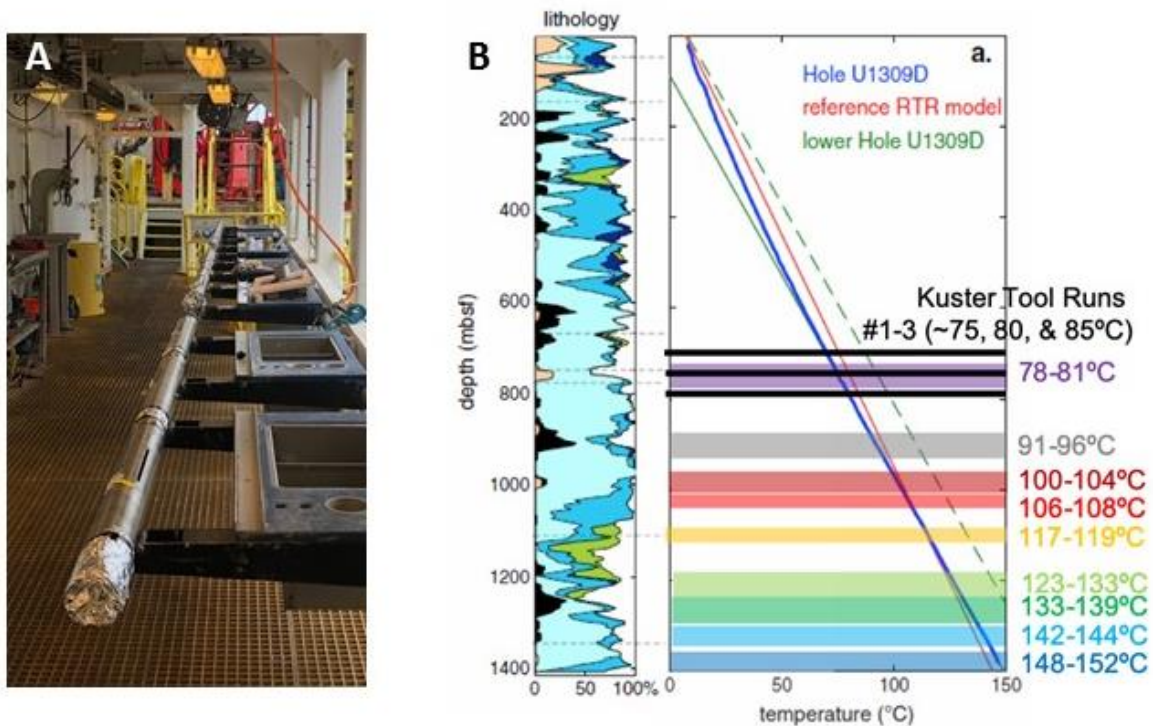 A
B
lithology
a.
Hole U1309D
reference RTR model
lower Hole U1309D
200
400
600
800
1000
1200
1400
depth (mbsf)
0
50
100%
Kuster Tool Runs
#1-3 (~75, 80, & 85ºC)
78-81ºC
91-96ºC
100-104ºC
106-108ºC
117-119ºC
123-133ºC
133-139ºC
142-144ºC
148-152ºC
0
50
100
150
temperature (°C)